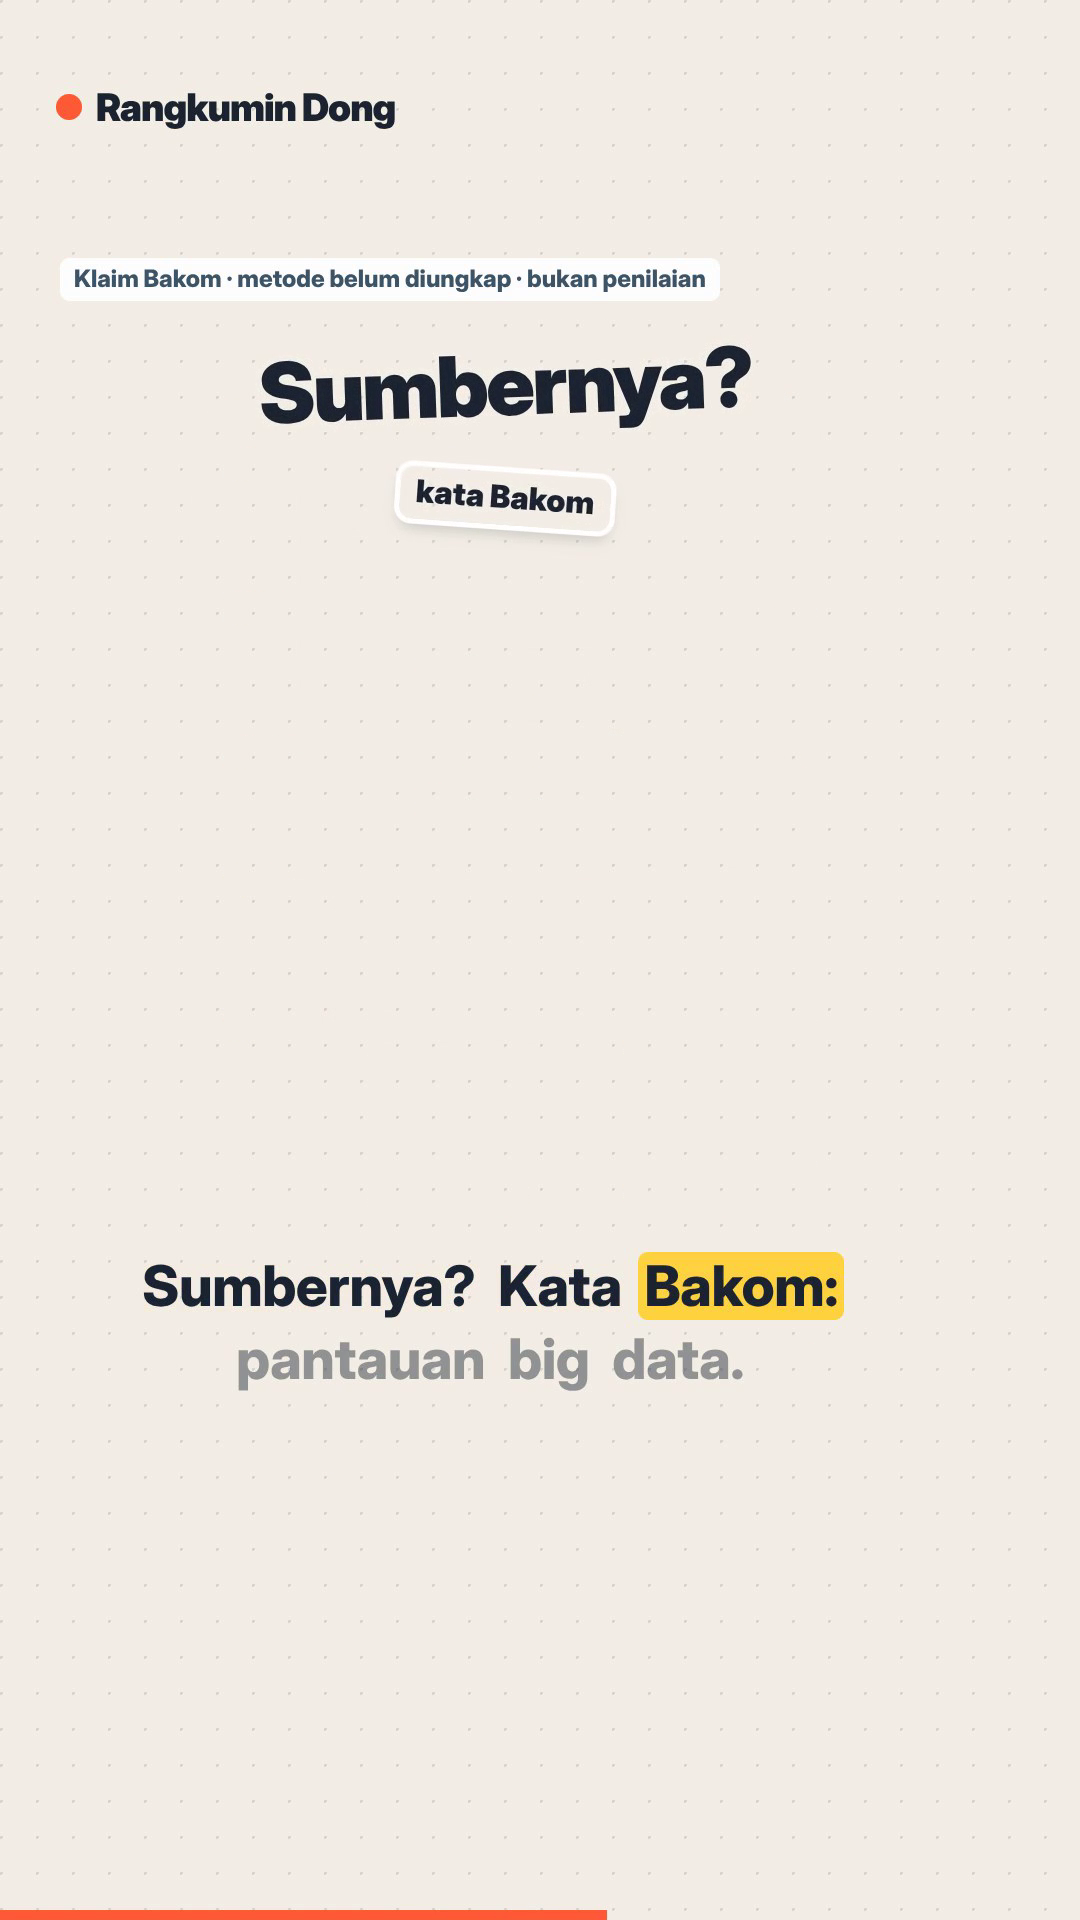 Rangkumin Dong
Klaim Bakom · metode belum diungkap · bukan penilaian
Sumbernya?
kata Bakom
Sumbernya? Kata Bakom:
pantauan big data.